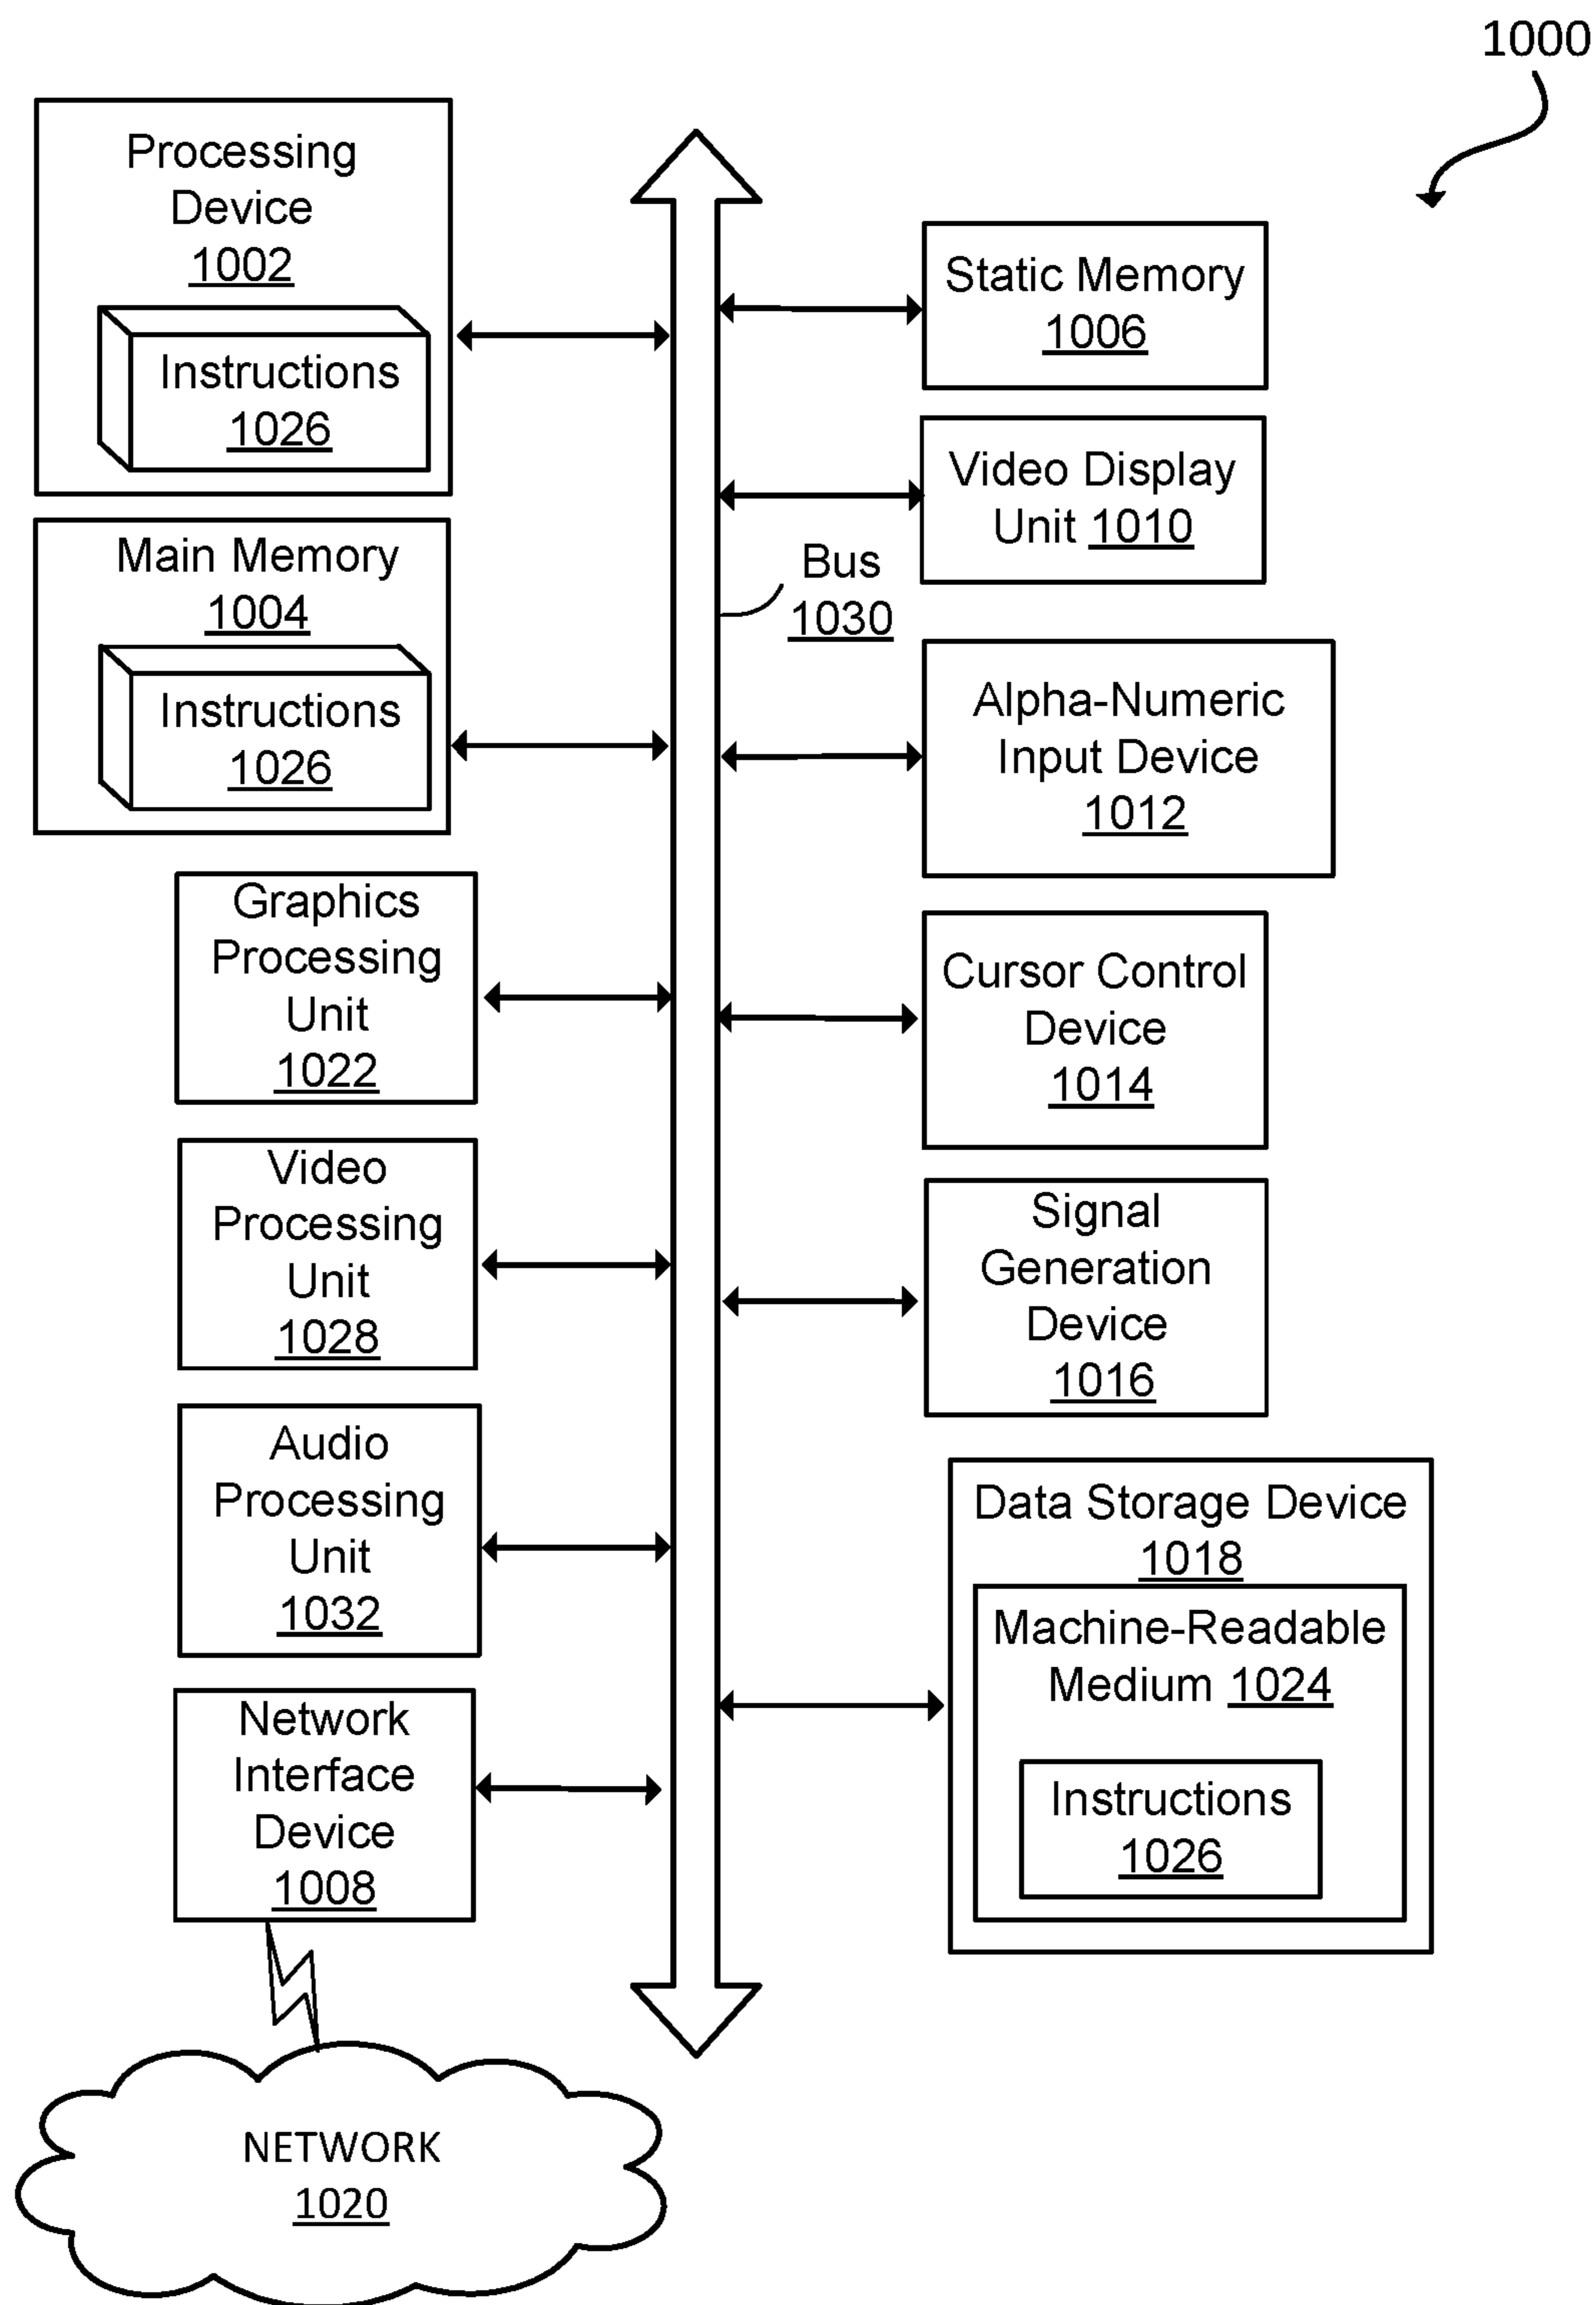 1000
Processing
Device
1002
Instructions
1026
Main Memory
1004
Instructions
1026
Graphics
Processing
Unit
1022
Video
Processing
Unit
1028
Audio
Processing
Unit
1032
Network
Interface
Device
1008
NETWORK
1020
Bus
1030
Static Memory
1006
Video Display
Unit 1010
Alpha-Numeric
Input Device
1012
Cursor Control
Device
1014
Signal
Generation
Device
1016
Data Storage Device
1018
Machine-Readable
Medium 1024
Instructions
1026